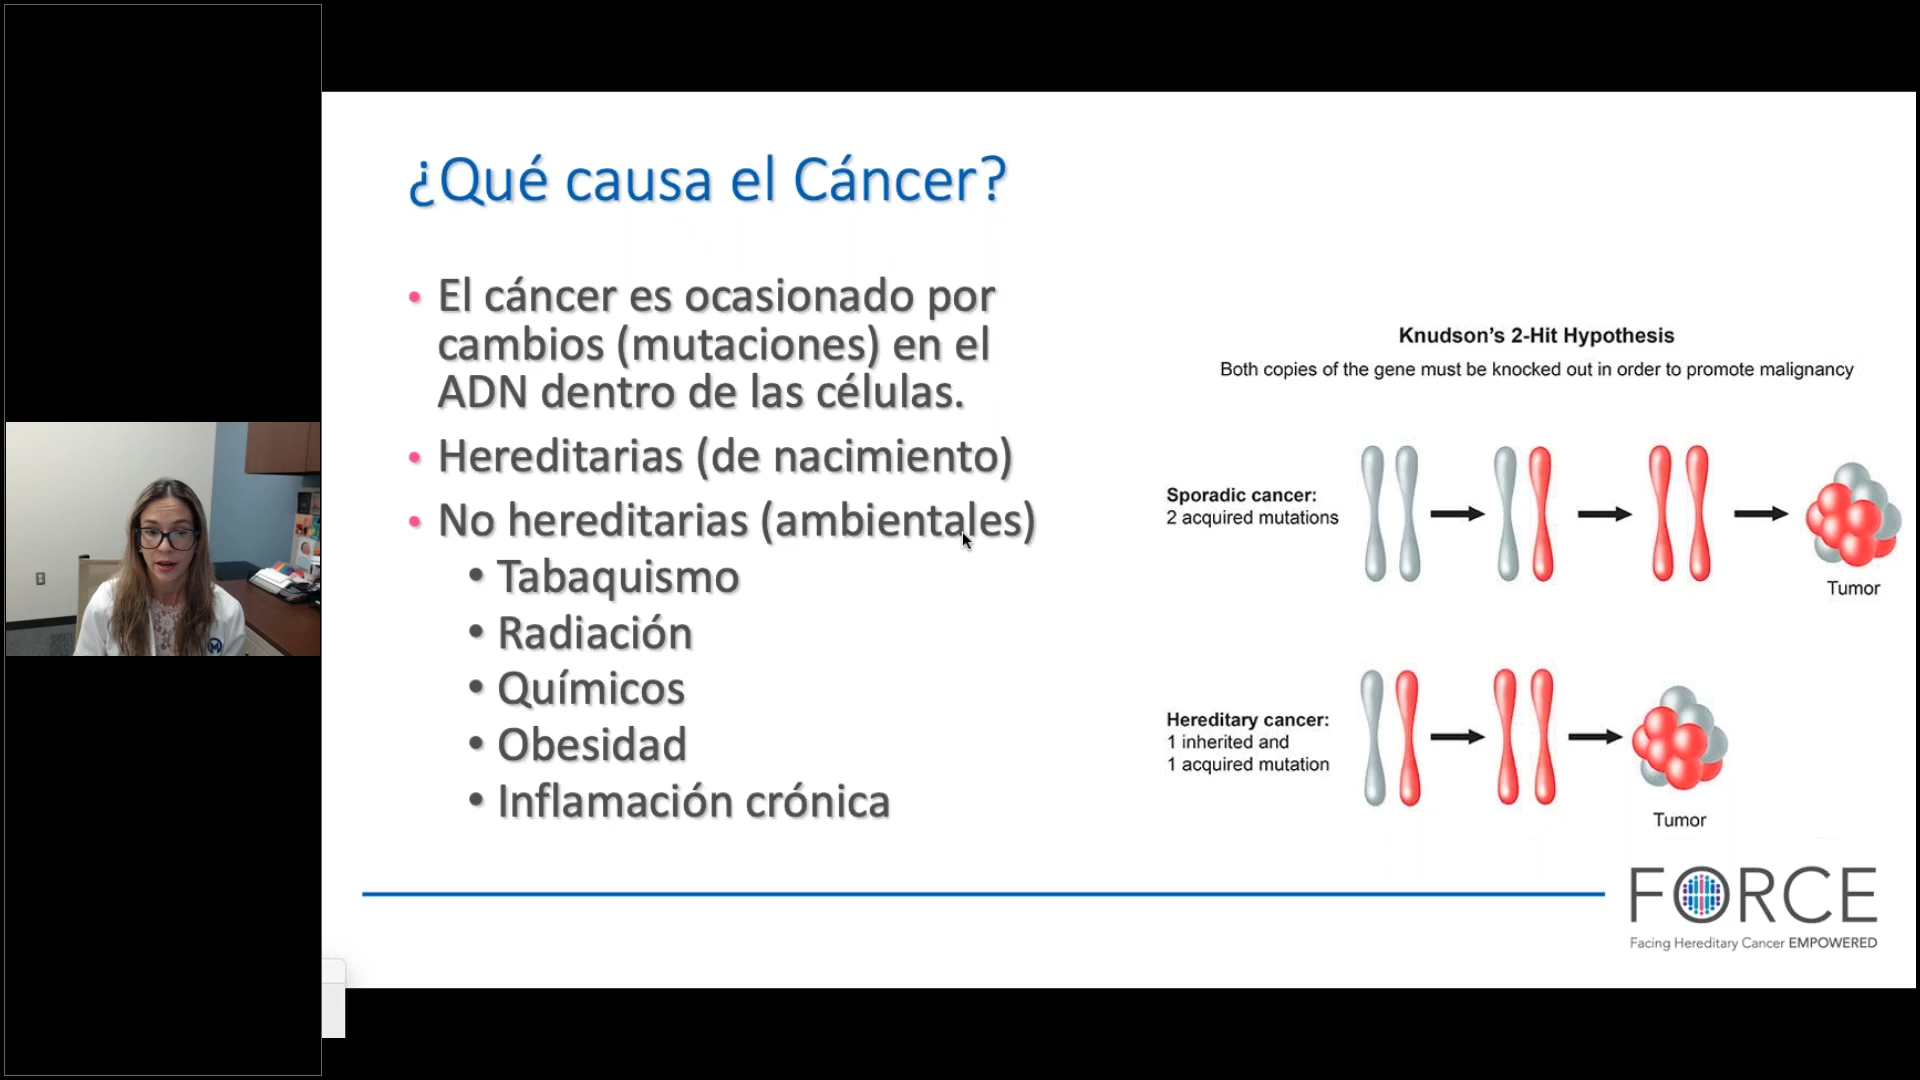 ¿Qué causa el Cáncer?
• El cáncer es ocasionado por
cambios (mutaciones) en el
ADN dentro de las células.
• Hereditarias (de nacimiento)
• No hereditarias (ambientales)
• Tabaquismo
• Radiación
• Químicos
• Obesidad
• Inflamación crónica
Knudson’s 2-Hit Hypothesis
Both copies of the gene must be knocked out in order to promote malignancy
Sporadic cancer:
2 acquired mutations
Tumor
Hereditary cancer:
1 inherited and
1 acquired mutation
Tumor
FORCE
Facing Hereditary Cancer EMPOWERED